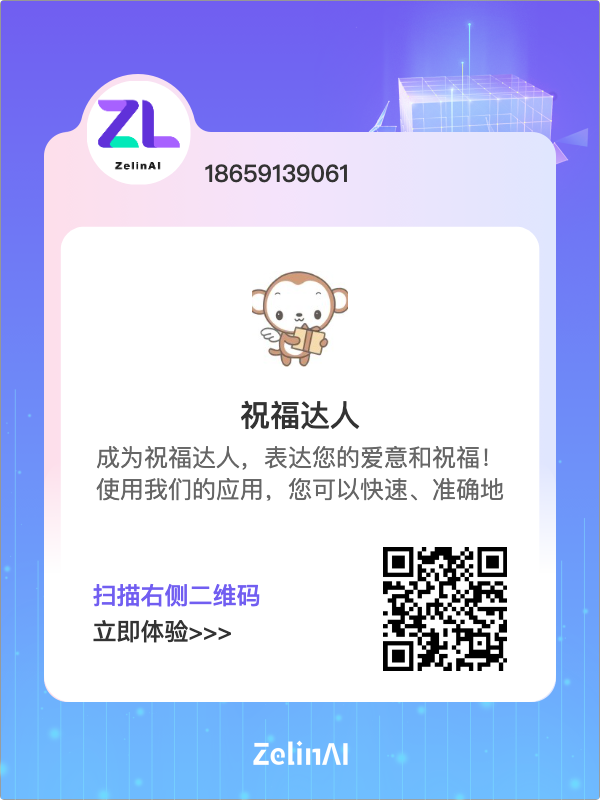 ZL
ZelinAI
18659139061
祝福达人
成为祝福达人，表达您的爱意和祝福！
使用我们的应用，您可以快速、准确地
扫描右侧二维码
立即体验>>>
ZelinAI